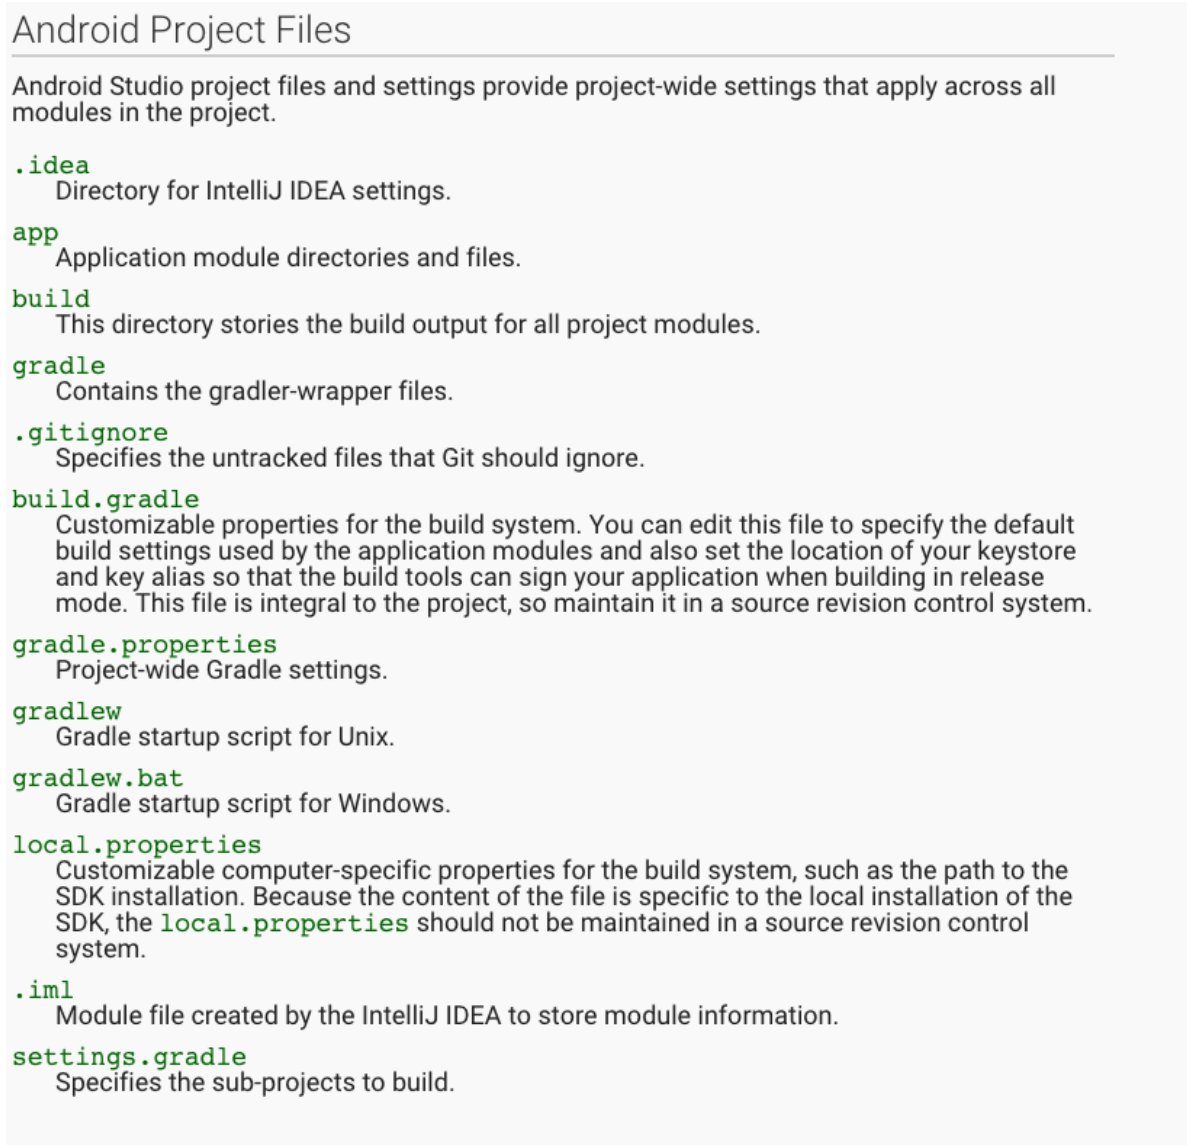 Android Project Files
Android Studio project files and settings provide project-wide settings that apply across all
modules in the project.
.idea
Directory for IntelliJ IDEA settings.
app
Application module directories and files.
build
This directory stories the build output for all project modules.
gradle
Contains the gradler-wrapper files.
.gitignore
Specifies the untracked files that Git should ignore.
build.gradle
Customizable properties for the build system. You can edit this file to specify the default
build settings used by the application modules and also set the location of your keystore
and key alias so that the build tools can sign your application when building in release
mode. This file is integral to the project, so maintain it in a source revision control system.
gradle.properties
Project-wide Gradle settings.
gradlew
Gradle startup script for Unix.
gradlew.bat
Gradle startup script for Windows.
local.properties
Customizable computer-specific properties for the build system, such as the path to the
SDK installation. Because the content of the file is specific to the local installation of the
SDK, the local.properties should not be maintained in a source revision control
system.
.iml
Module file created by the IntelliJ IDEA to store module information.
settings.gradle
Specifies the sub-projects to build.